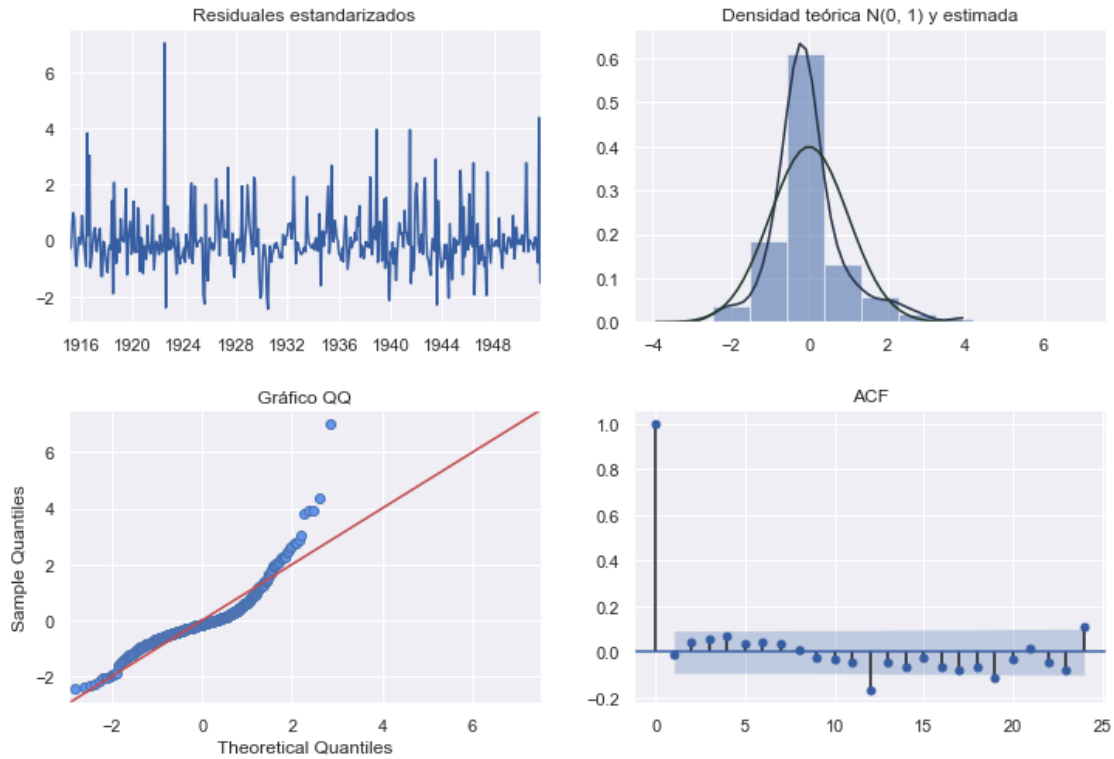 Residuales estandarizados
6
4
2
0
−2
1916 1920 1924 1928 1932 1936 1940 1944 1948
Densidad teórica N(0, 1) y estimada
0.6
0.5
0.4
0.3
0.2
0.1
0.0
−4 −2 0 2 4 6
Gráfico QQ
Sample Quantiles
6
4
2
0
−2
−2 0 2 4 6
Theoretical Quantiles
ACF
1.0
0.8
0.6
0.4
0.2
0.0
−0.2
0 5 10 15 20 25